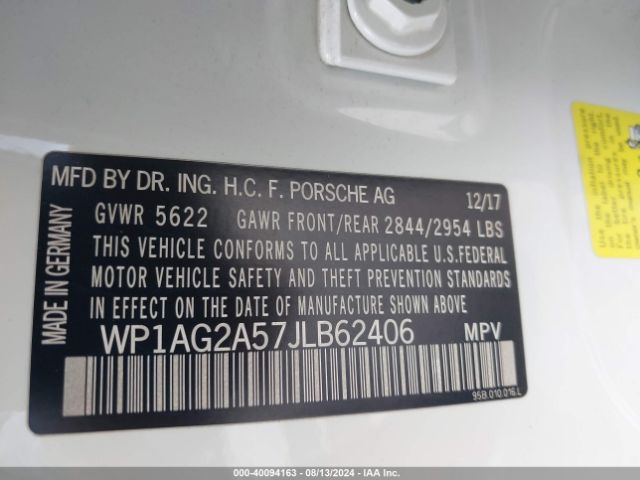 MFD BY DR. ING. H.C. F. PORSCHE AG 12/17
GVWR 5622 GAWR FRONT/REAR 2844/2954 LBS
THIS VEHICLE CONFORMS TO ALL APPLICABLE U.S.FEDERAL
MOTOR VEHICLE SAFETY AND THEFT PREVENTION STANDARDS
IN EFFECT ON THE DATE OF MANUFACTURE SHOWN ABOVE
WP1AG2A57JLB62406 MPV
95B.010.016.L
MADE IN GERMANY
000-40094163 - 08/13/2024 - IAA Inc.